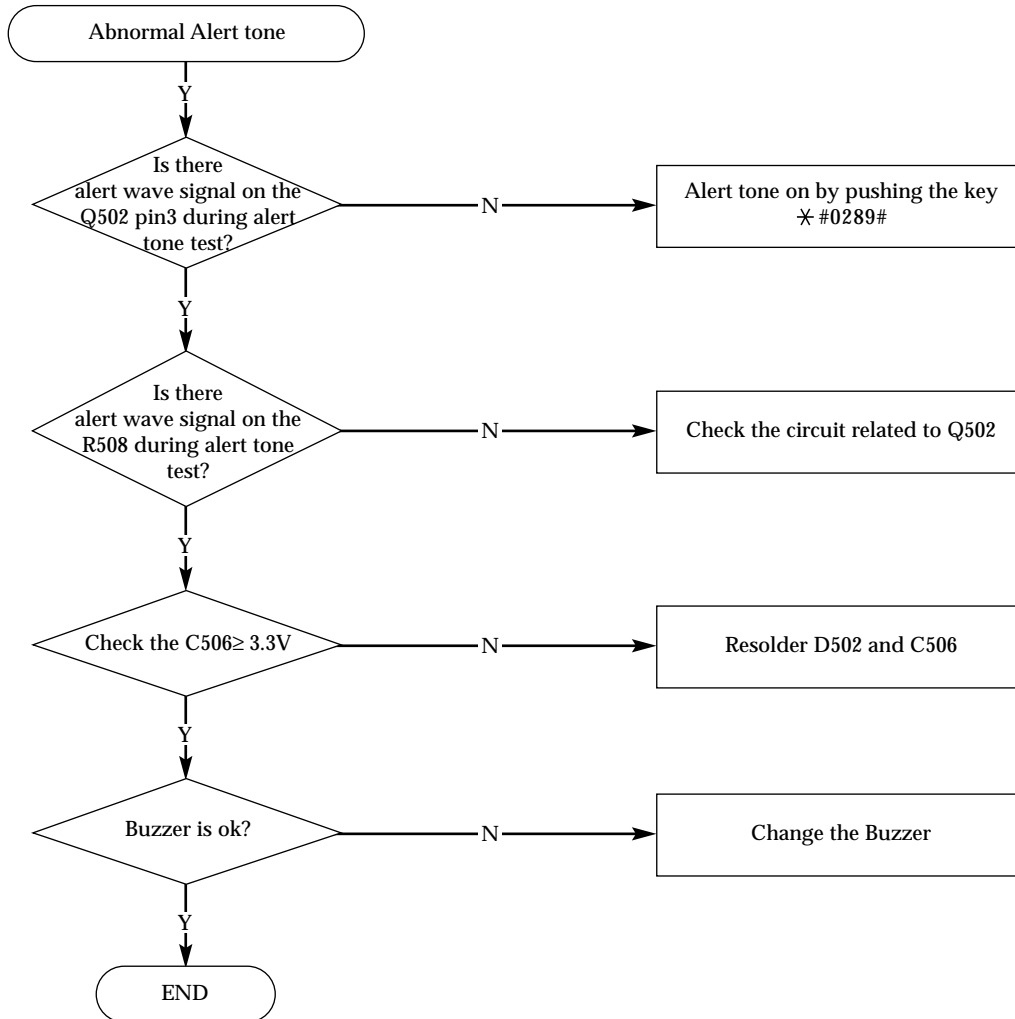 Abnormal Alert tone
Y
Is there
alert wave signal on the
Q502 pin3 during alert
tone test?
N
Alert tone on by pushing the key
✳ #0289#
Y
Is there
alert wave signal on the
R508 during alert tone
test?
N
Check the circuit related to Q502
Y
Check the C506≥ 3.3V
N
Resolder D502 and C506
Y
Buzzer is ok?
N
Change the Buzzer
Y
END